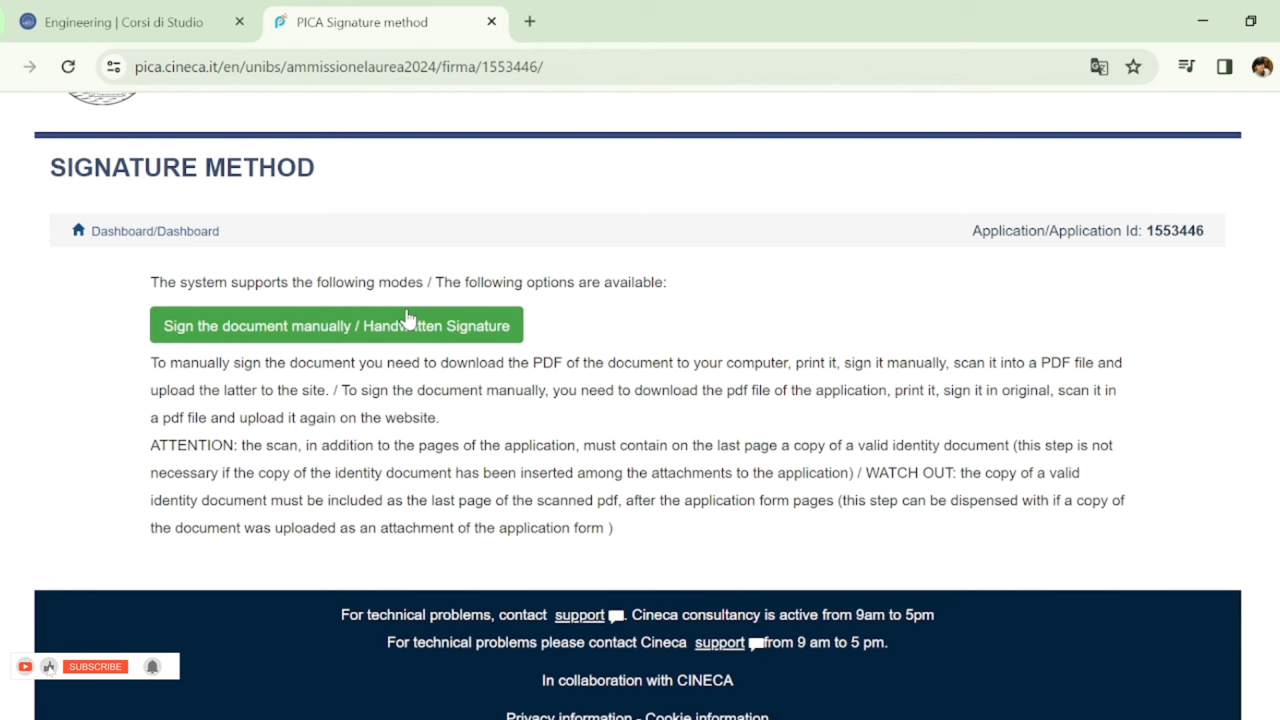 Engineering | Corsi di Studio
PICA Signature method
pica.cineca.it/en/unibs/ammissionelaurea2024/firma/1553446/
SIGNATURE METHOD
Dashboard/Dashboard
Application/Application Id: 1553446
The system supports the following modes / The following options are available:
Sign the document manually / Handwritten Signature
To manually sign the document you need to download the PDF of the document to your computer, print it, sign it manually, scan it into a PDF file and
upload the latter to the site. / To sign the document manually, you need to download the pdf file of the application, print it, sign it in original, scan it in
a pdf file and upload it again on the website.
ATTENTION: the scan, in addition to the pages of the application, must contain on the last page a copy of a valid identity document (this step is not
necessary if the copy of the identity document has been inserted among the attachments to the application) / WATCH OUT: the copy of a valid
identity document must be included as the last page of the scanned pdf, after the application form pages (this step can be dispensed with if a copy of
the document was uploaded as an attachment of the application form )
For technical problems, contact support . Cineca consultancy is active from 9am to 5pm
For technical problems please contact Cineca support from 9 am to 5 pm.
SUBSCRIBE
In collaboration with CINECA
Privacy information - Cookie information